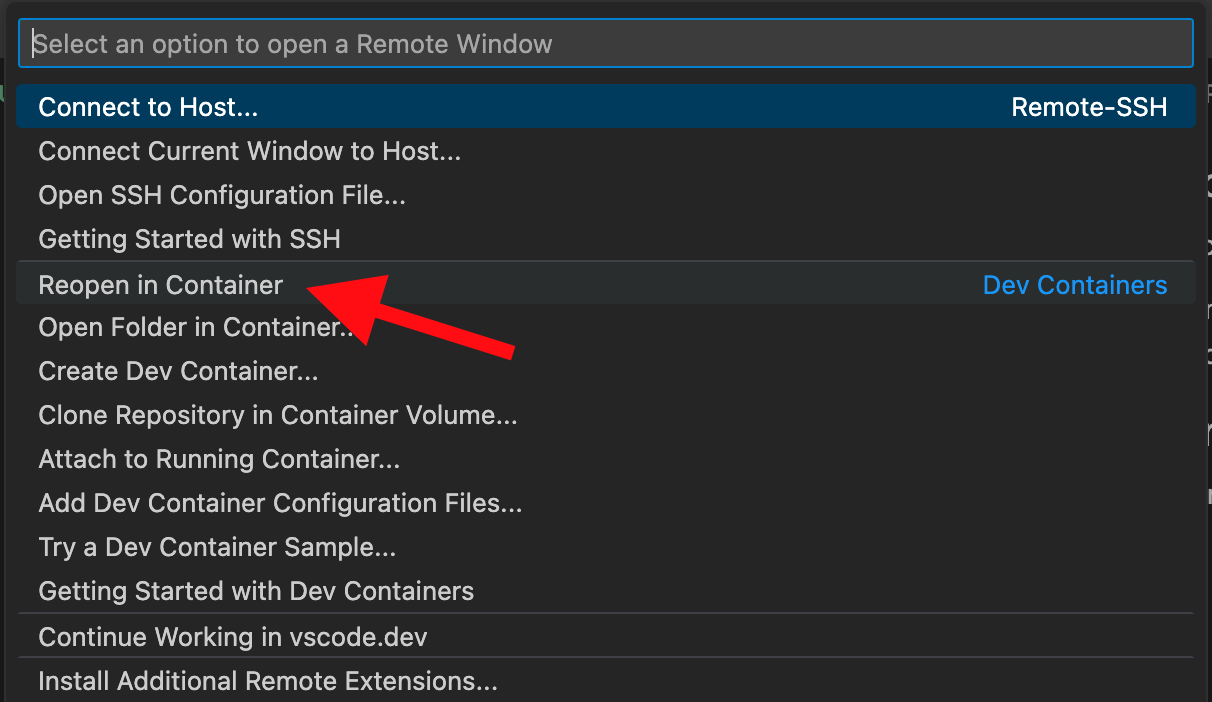 Select an option to open a Remote Window
Connect to Host... Remote-SSH
Connect Current Window to Host...
Open SSH Configuration File...
Getting Started with SSH
Reopen in Container Dev Containers
Open Folder in Container..
Create Dev Container...
Clone Repository in Container Volume...
Attach to Running Container...
Add Dev Container Configuration Files...
Try a Dev Container Sample...
Getting Started with Dev Containers
Continue Working in vscode.dev
Install Additional Remote Extensions...